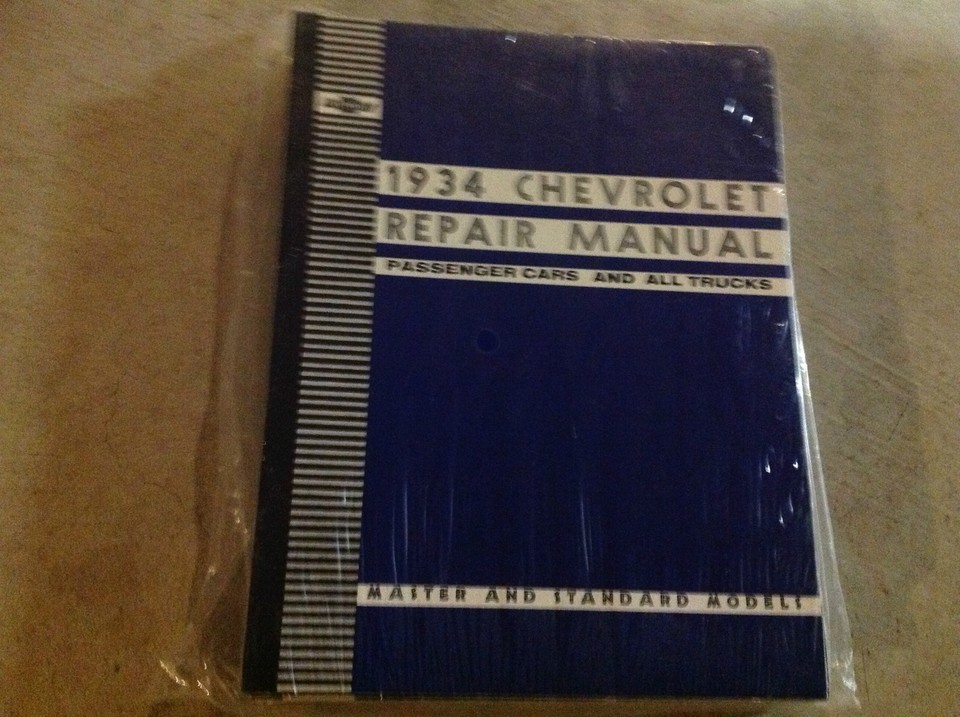 1934 CHEVROLET
REPAIR MANUAL
PASSENGER CARS AND ALL TRUCKS
MASTER AND STANDARD MODELS